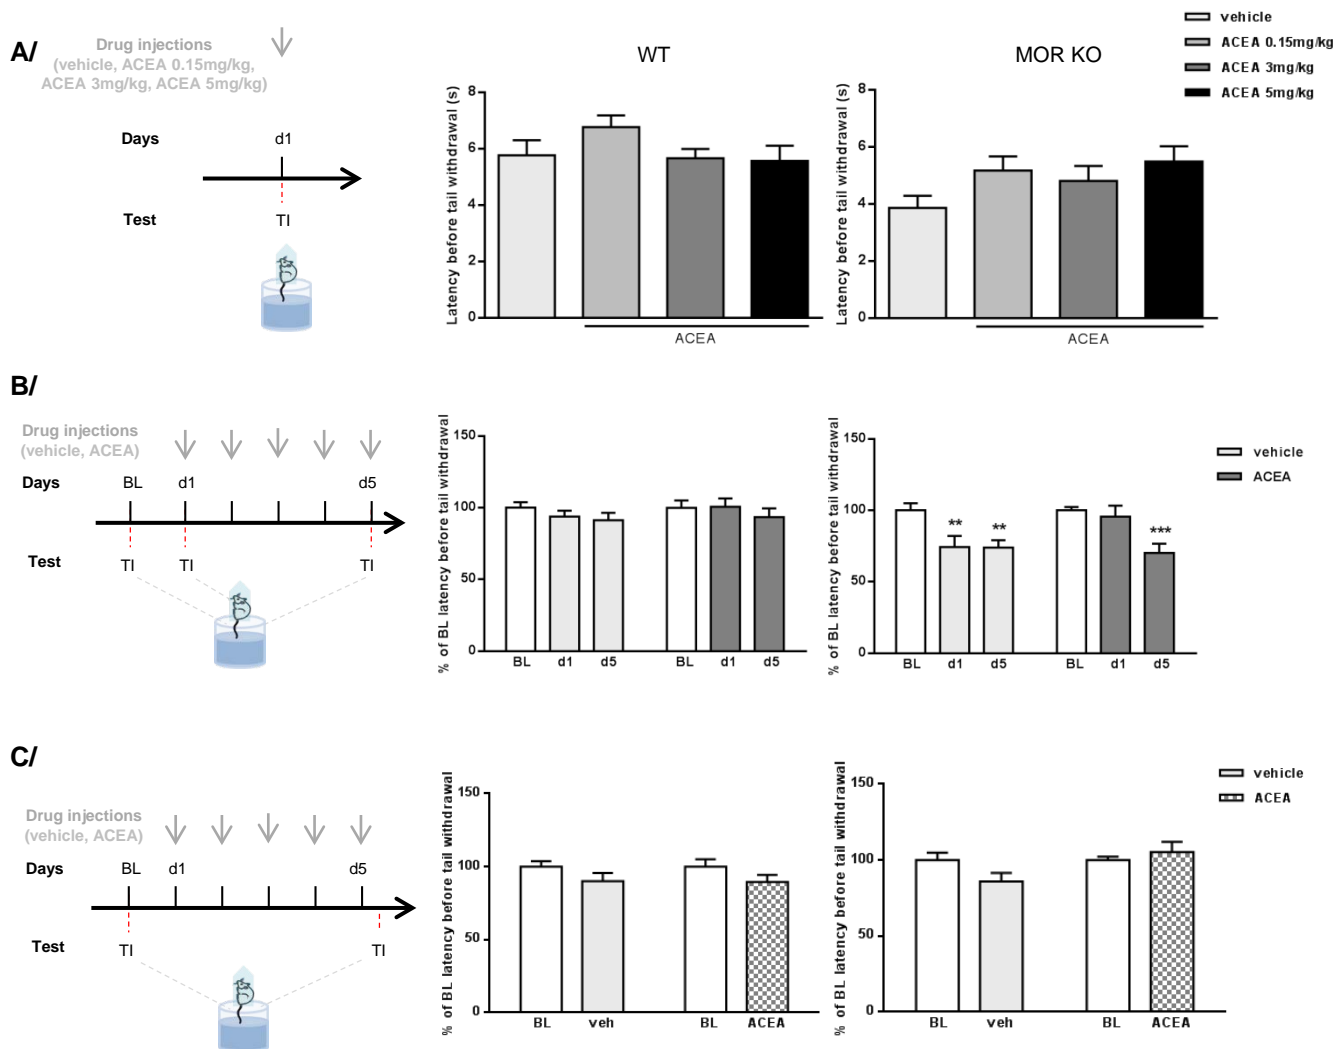 A/
Drug injections
(vehicle, ACEA 0.15mg/kg,
ACEA 3mg/kg, ACEA 5mg/kg)
Days
d1
Test
TI
WT
Latency before tail withdrawal (s)
8
6
4
2
0
ACEA
MOR KO
Latency before tail withdrawal (s)
8
6
4
2
0
ACEA
vehicle
ACEA 0.15mg/kg
ACEA 3mg/kg
ACEA 5mg/kg
B/
Drug injections
(vehicle, ACEA)
Days
BL d1 d5
Test
TI TI TI
% of BL latency before tail withdrawal
150
100
50
0
BL d1 d5 BL d1 d5
% of BL latency before tail withdrawal
150
100
50
0
** ** ***
BL d1 d5 BL d1 d5
vehicle
ACEA
C/
Drug injections
(vehicle, ACEA)
Days
BL d1 d5
Test
TI TI
% of BL latency before tail withdrawal
150
100
50
0
BL veh BL ACEA
% of BL latency before tail withdrawal
150
100
50
0
BL veh BL ACEA
vehicle
ACEA